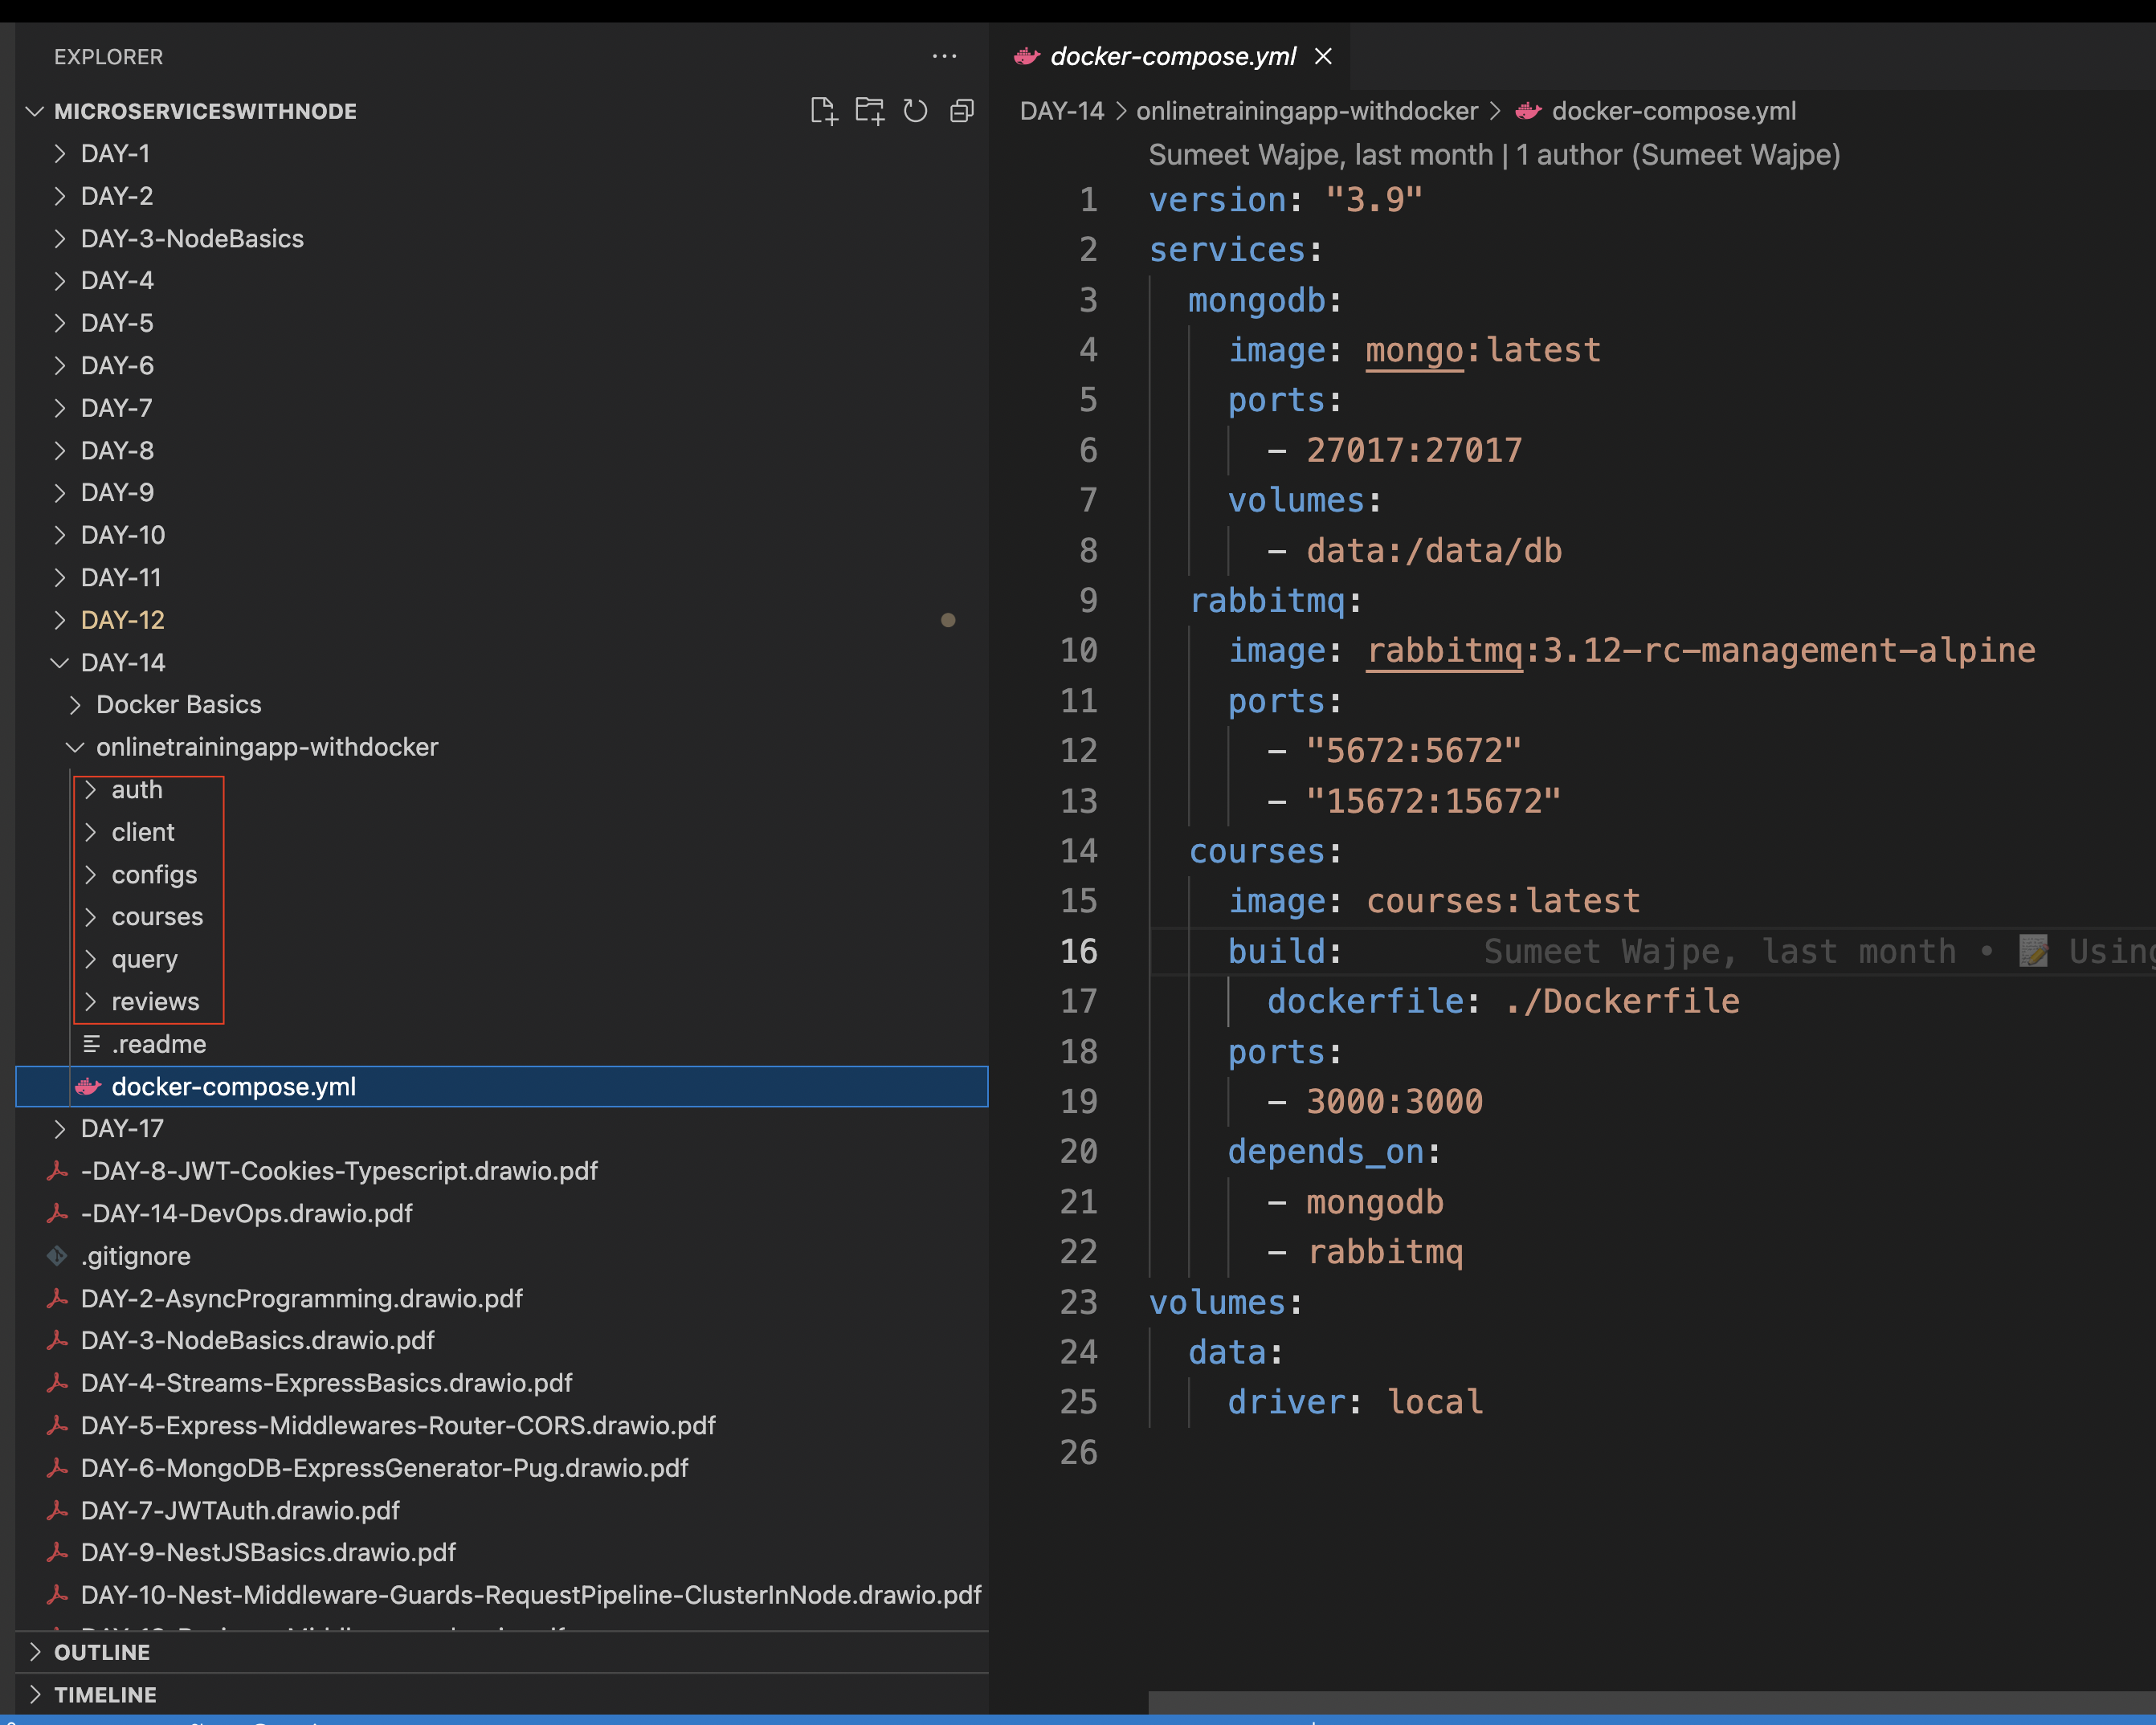 EXPLORER
MICROSERVICESWITHNODE
DAY-1
DAY-2
DAY-3-NodeBasics
DAY-4
DAY-5
DAY-6
DAY-7
DAY-8
DAY-9
DAY-10
DAY-11
DAY-12
DAY-14
Docker Basics
onlinetrainingapp-withdocker
auth
client
configs
courses
query
reviews
.readme
docker-compose.yml
DAY-17
-DAY-8-JWT-Cookies-Typescript.drawio.pdf
-DAY-14-DevOps.drawio.pdf
.gitignore
DAY-2-AsyncProgramming.drawio.pdf
DAY-3-NodeBasics.drawio.pdf
DAY-4-Streams-ExpressBasics.drawio.pdf
DAY-5-Express-Middlewares-Router-CORS.drawio.pdf
DAY-6-MongoDB-ExpressGenerator-Pug.drawio.pdf
DAY-7-JWTAuth.drawio.pdf
DAY-9-NestJSBasics.drawio.pdf
DAY-10-Nest-Middleware-Guards-RequestPipeline-ClusterInNode.drawio.pdf
OUTLINE
TIMELINE
docker-compose.yml
DAY-14 > onlinetrainingapp-withdocker > docker-compose.yml
Sumeet Wajpe, last month | 1 author (Sumeet Wajpe)
1 version: "3.9"
2 services:
3 mongodb:
4 image: mongo:latest
5 ports:
6 - 27017:27017
7 volumes:
8 - data:/data/db
9 rabbitmq:
10 image: rabbitmq:3.12-rc-management-alpine
11 ports:
12 - "5672:5672"
13 - "15672:15672"
14 courses:
15 image: courses:latest
16 build: Sumeet Wajpe, last month • 📝 Using
17 dockerfile: ./Dockerfile
18 ports:
19 - 3000:3000
20 depends_on:
21 - mongodb
22 - rabbitmq
23 volumes:
24 data:
25 driver: local
26